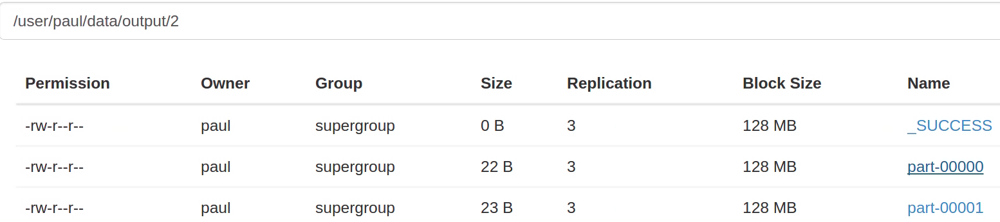 /user/paul/data/output/2
Permission Owner Group Size Replication Block Size Name
-rw-r--r-- paul supergroup 0 B 3 128 MB _SUCCESS
-rw-r--r-- paul supergroup 22 B 3 128 MB part-00000
-rw-r--r-- paul supergroup 23 B 3 128 MB part-00001